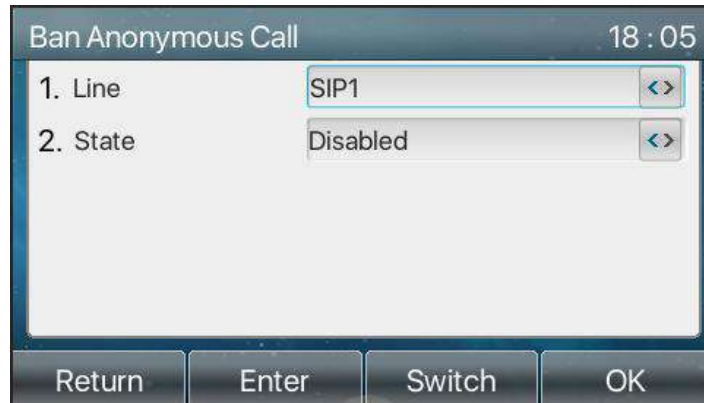 Ban Anonymous Call 18:05
1. Line SIP1 <>
2. State Disabled <>
Return Enter Switch OK